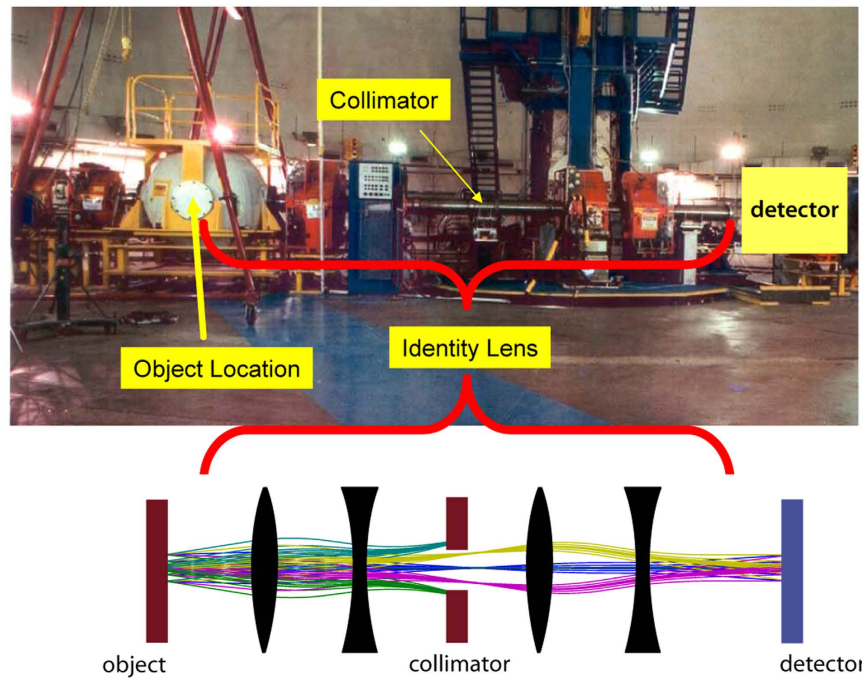 Collimator
detector
Object Location
Identity Lens
object
collimator
detector